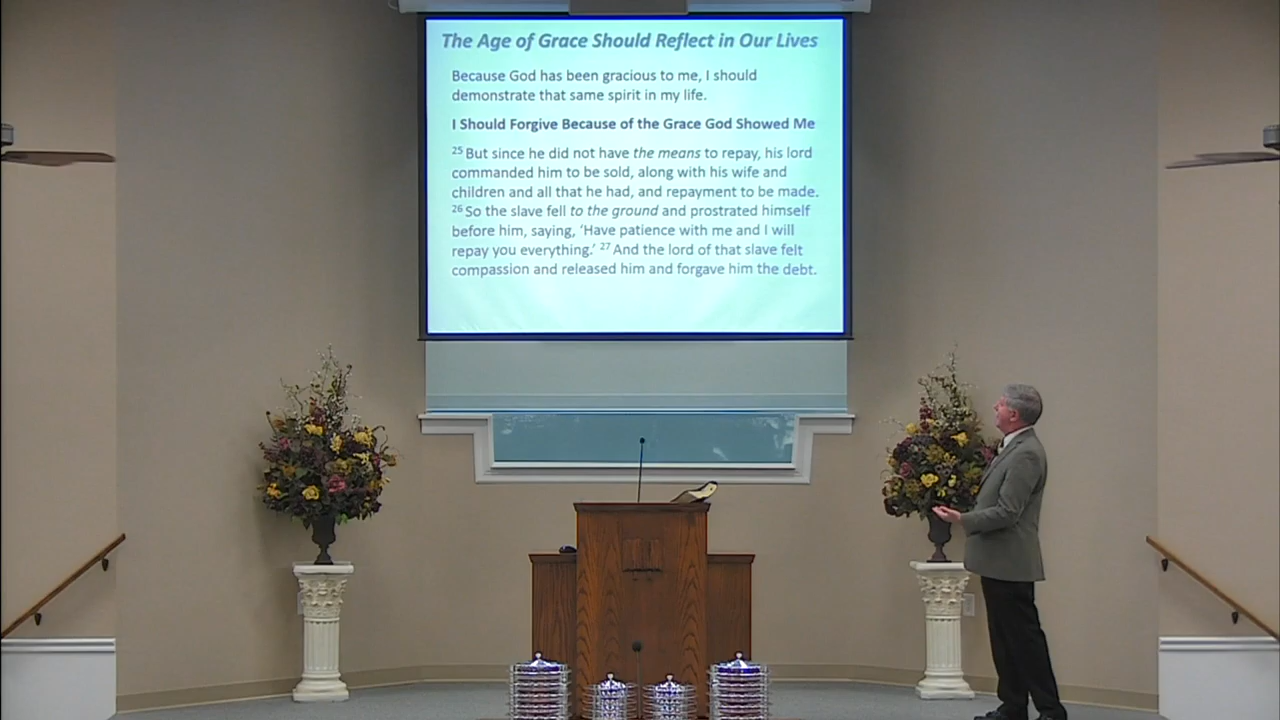 The Age of Grace Should Reflect in Our Lives
Because God has been gracious to me, I should
demonstrate that same spirit in my life.
I Should Forgive Because of the Grace God Showed Me
25 But since he did not have the means to repay, his lord
commanded him to be sold, along with his wife and
children and all that he had, and repayment to be made.
26 So the slave fell to the ground and prostrated himself
before him, saying, ‘Have patience with me and I will
repay you everything.’ 27 And the lord of that slave felt
compassion and released him and forgave him the debt.